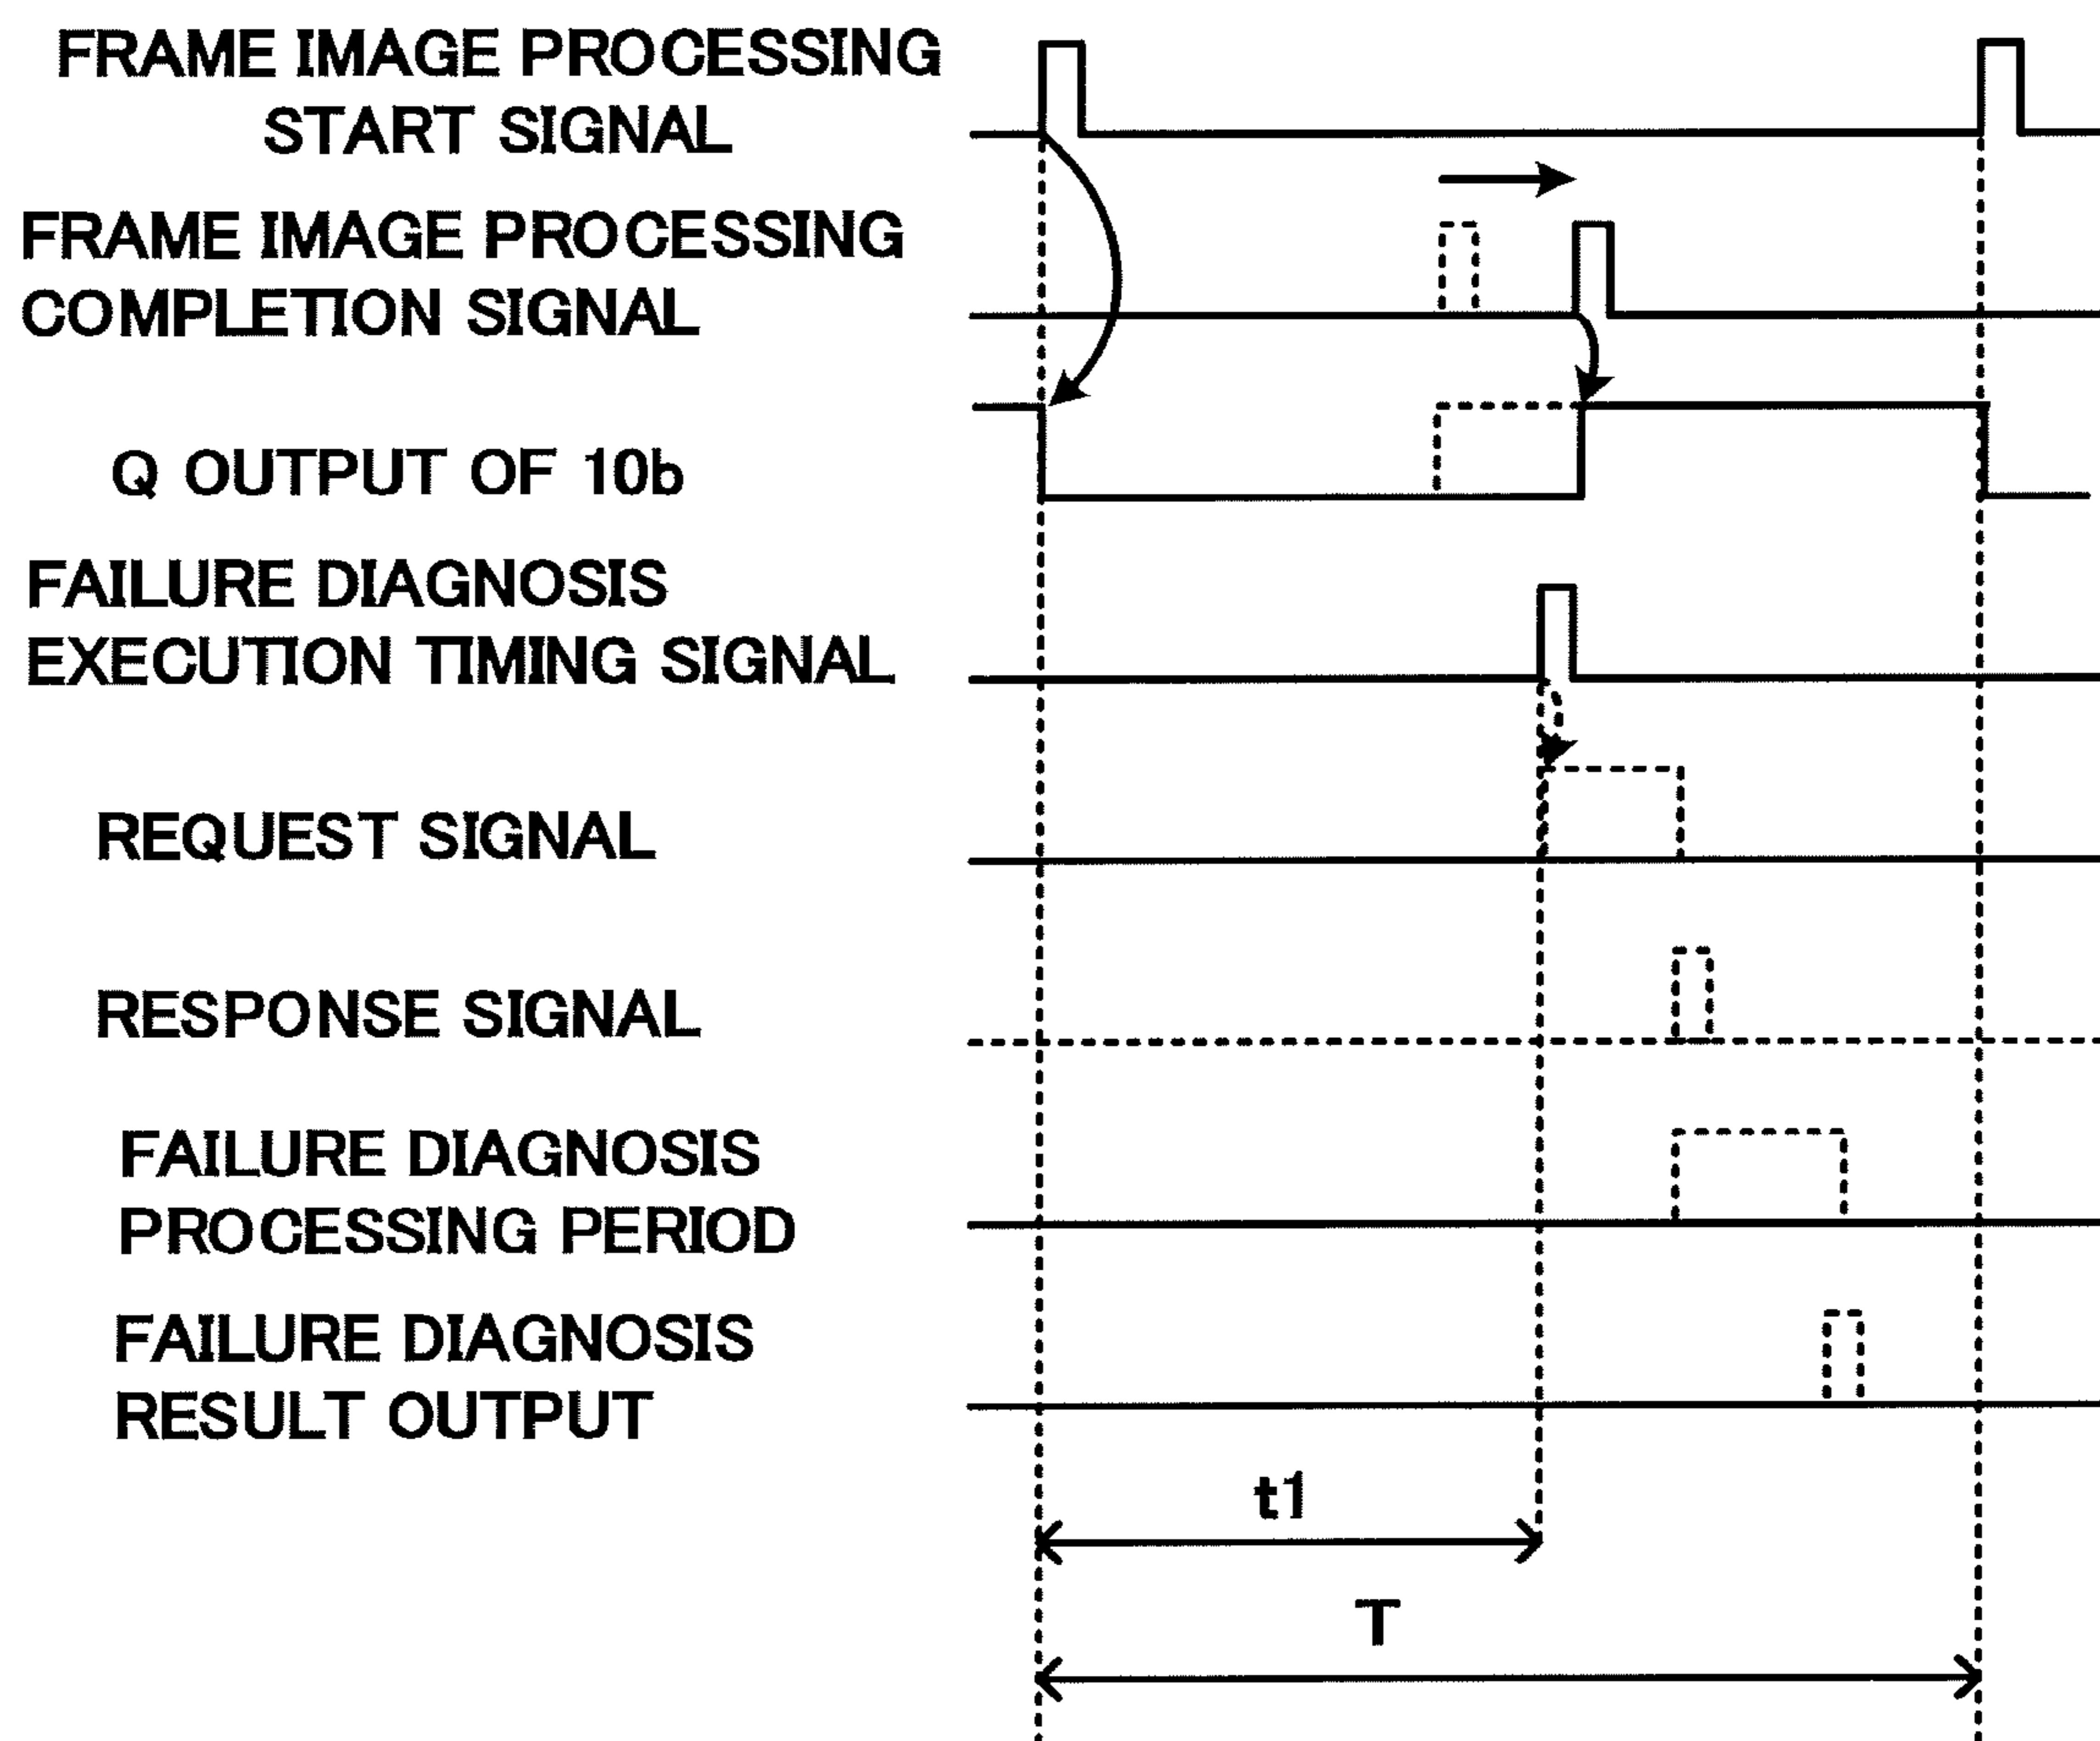 FRAME IMAGE PROCESSING
START SIGNAL
FRAME IMAGE PROCESSING
COMPLETION SIGNAL
Q OUTPUT OF 10b
FAILURE DIAGNOSIS
EXECUTION TIMING SIGNAL
REQUEST SIGNAL
RESPONSE SIGNAL
FAILURE DIAGNOSIS
PROCESSING PERIOD
FAILURE DIAGNOSIS
RESULT OUTPUT
t1
T